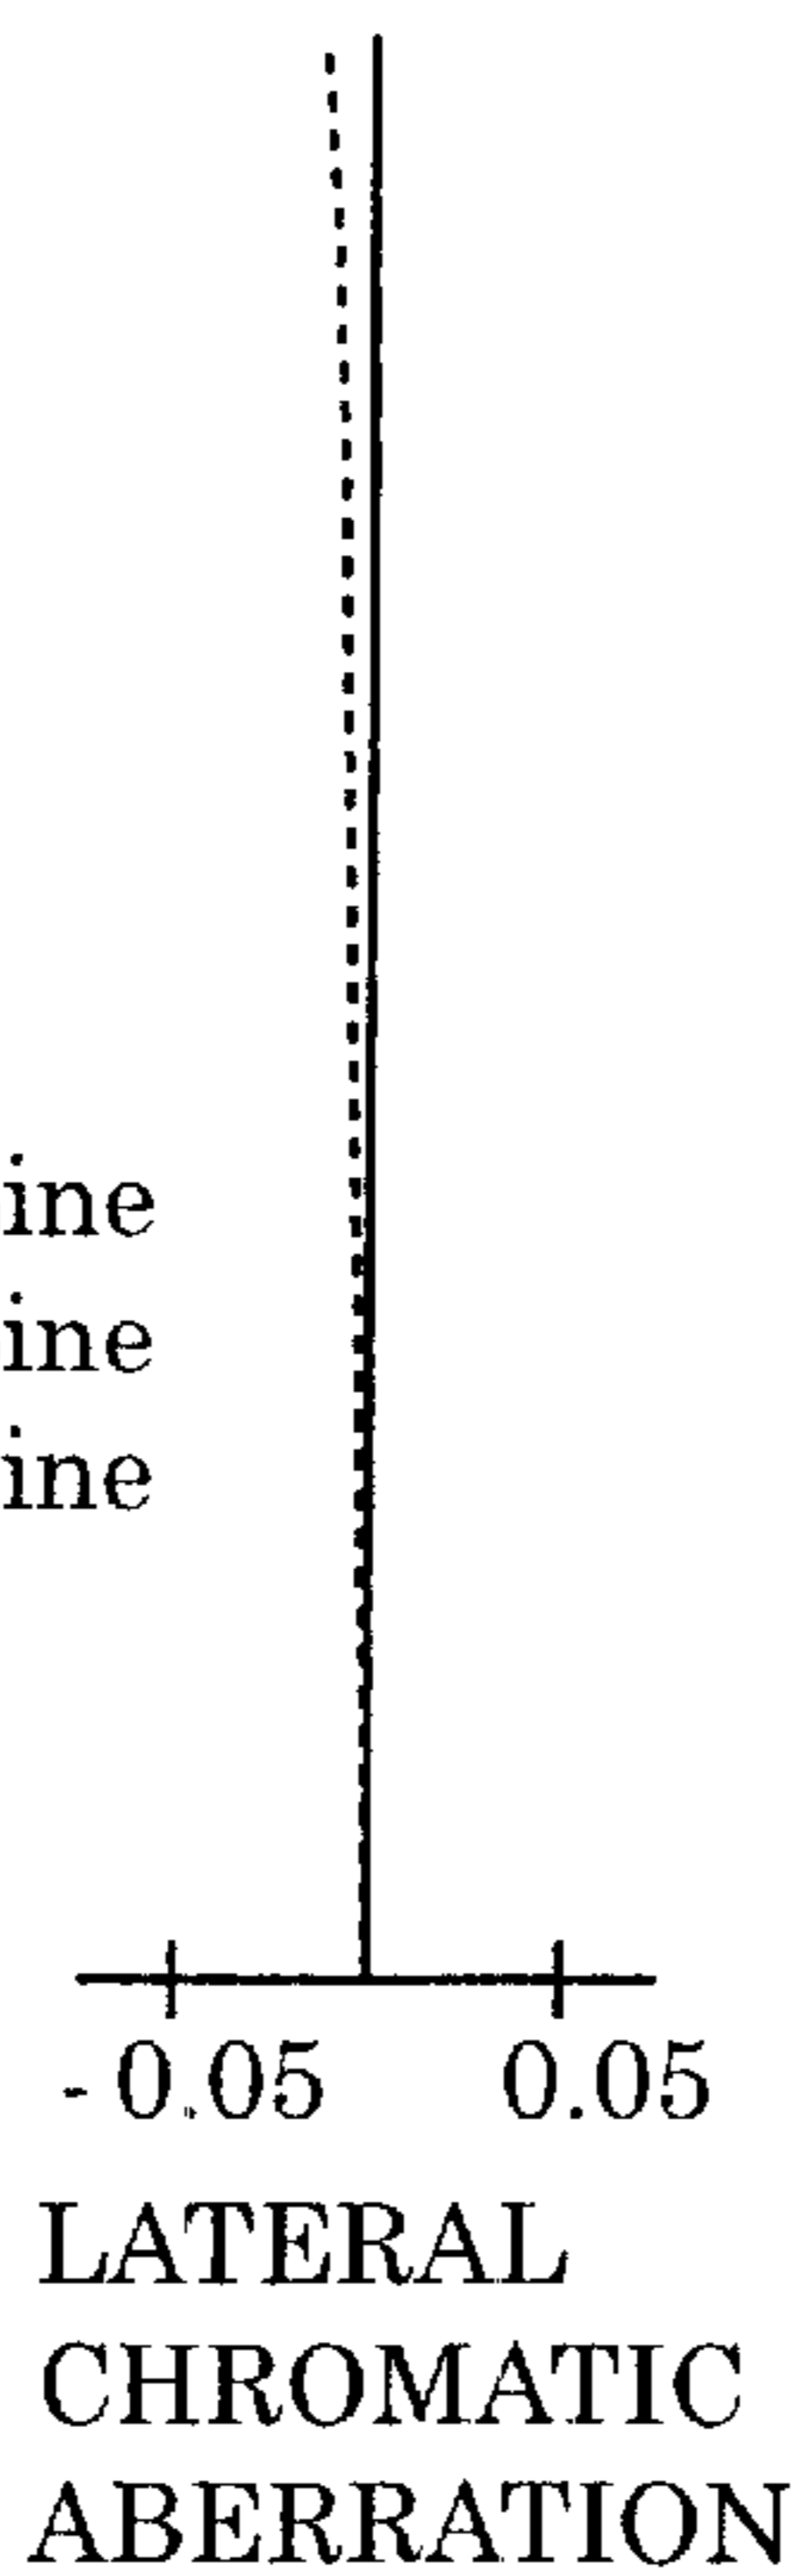 ine
ine
ine
-0.05 0.05
LATERAL
CHROMATIC
ABERRATION